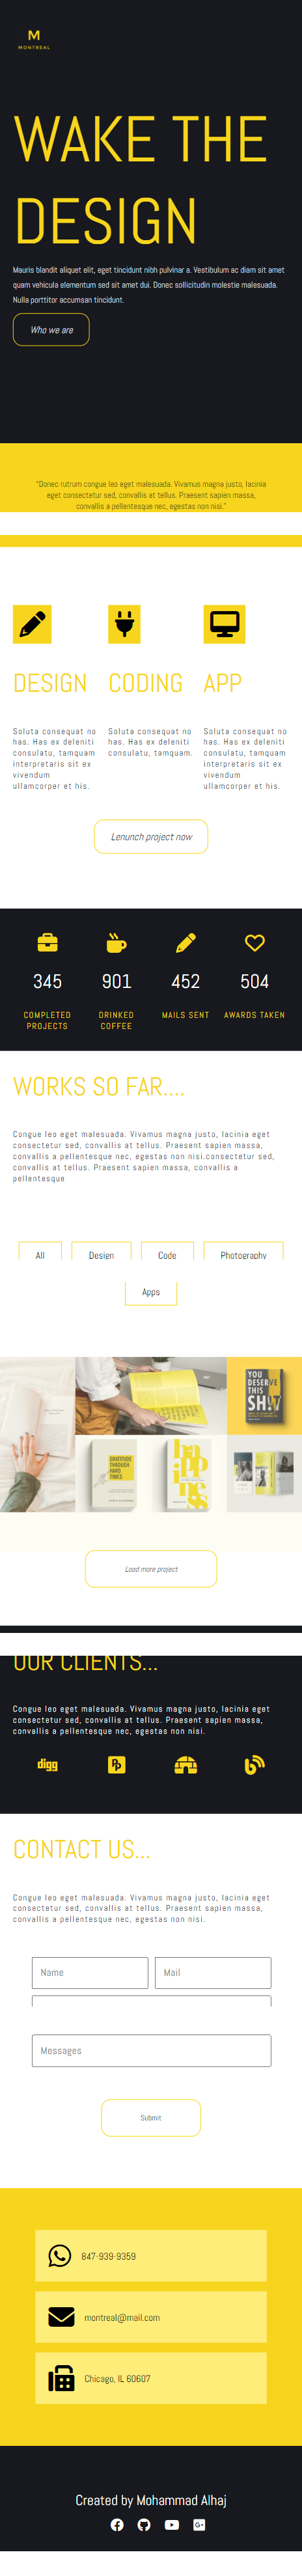 M
MONTREAL
WAKE THE
DESIGN
Mauris blandit aliquet elit, eget tincidunt nibh pulvinar a. Vestibulum ac diam sit amet
quam vehicula elementum sed sit amet dui. Donec sollicitudin molestie malesuada.
Nulla porttitor accumsan tincidunt.
Who we are
“Donec rutrum congue leo eget malesuada. Vivamus magna justo, lacinia
eget consectetur sed, convallis at tellus. Praesent sapien massa,
convallis a pellentesque nec, egestas non nisi.”
DESIGN CODING APP
Soluta consequat no
has. Has ex deleniti
consulatu, tamquam
interpretaris sit ex
vivendum
ullamcorper et his.
Soluta consequat no
has. Has ex deleniti
consulatu, tamquam.
Soluta consequat no
has. Has ex deleniti
consulatu, tamquam
interpretaris sit ex
vivendum
ullamcorper et his.
Lenunch project now
345 901 452 504
COMPLETED
PROJECTS
DRINKED
COFFEE
MAILS SENT
AWARDS TAKEN
WORKS SO FAR....
Congue leo eget malesuada. Vivamus magna justo, lacinia eget
consectetur sed, convallis at tellus. Praesent sapien massa,
convallis a pellentesque nec, egestas non nisi.consectetur sed,
convallis at tellus. Praesent sapien massa, convallis a
pellentesque
All Design Code Photography
Apps
YOU
DESERVE
THIS
SH!T
GRATITUDE
THROUGH
HARD
TIMES
ha
pp
in
ess
Load more project
OUR CLIENTS...
Congue leo eget malesuada. Vivamus magna justo, lacinia eget
consectetur sed, convallis at tellus. Praesent sapien massa,
convallis a pellentesque nec, egestas non nisi.
digg
CONTACT US...
Congue leo eget malesuada. Vivamus magna justo, lacinia eget
consectetur sed, convallis at tellus. Praesent sapien massa,
convallis a pellentesque nec, egestas non nisi.
Name Mail
Messages
Submit
847-939-9359
montreal@mail.com
Chicago, IL 60607
Created by Mohammad Alhaj